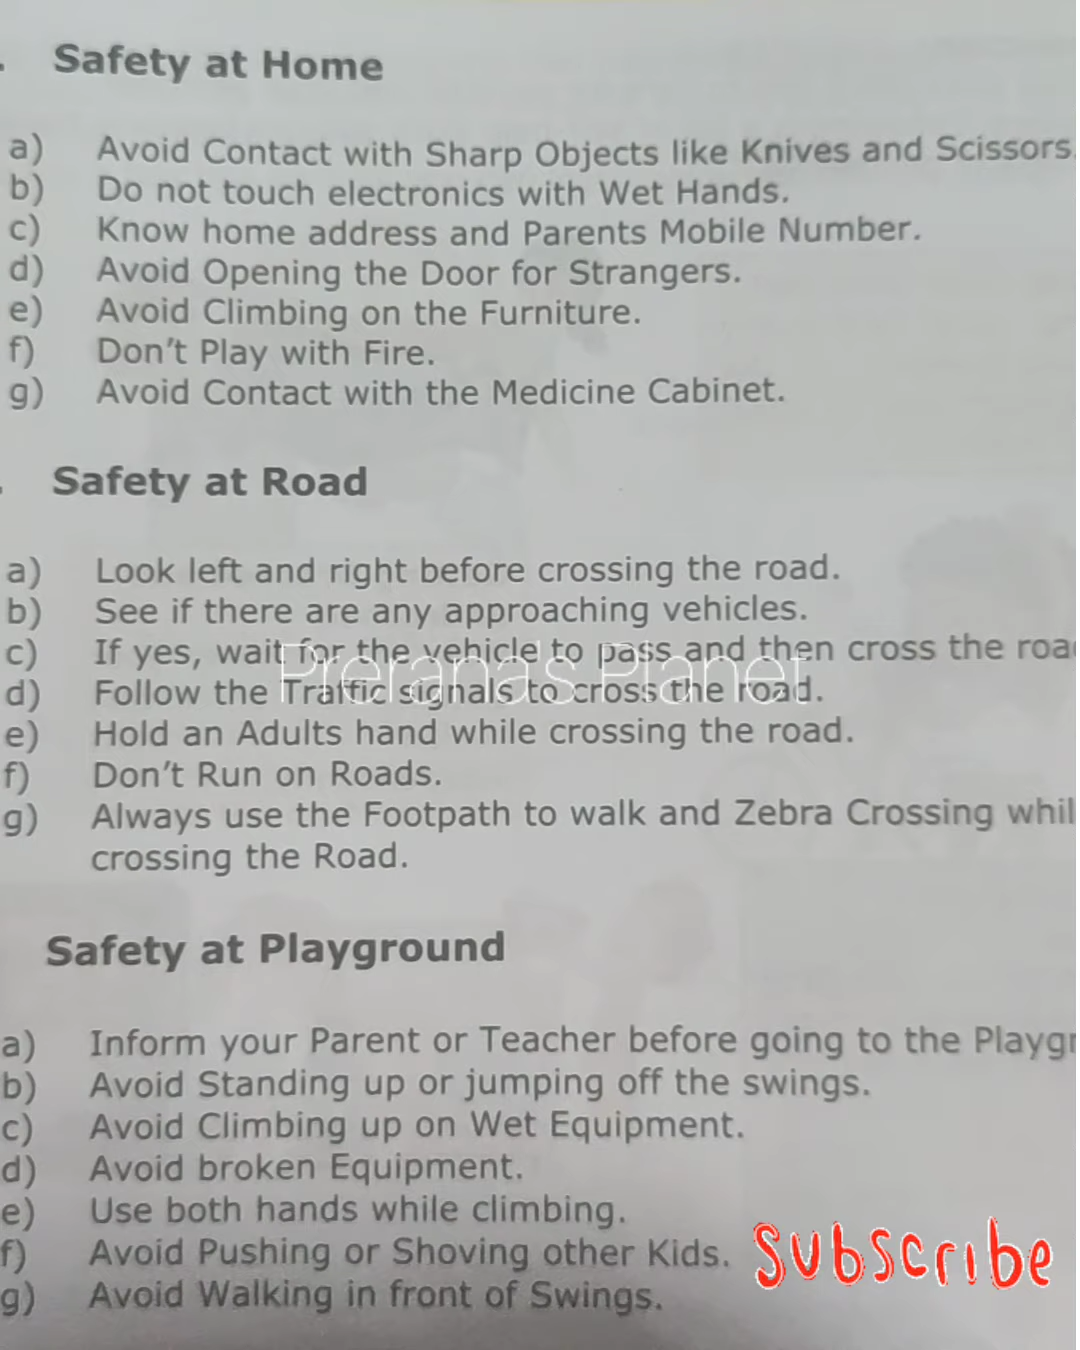 Safety at Home
a) Avoid Contact with Sharp Objects like Knives and Scissors.
b) Do not touch electronics with Wet Hands.
c) Know home address and Parents Mobile Number.
d) Avoid Opening the Door for Strangers.
e) Avoid Climbing on the Furniture.
f) Don't Play with Fire.
g) Avoid Contact with the Medicine Cabinet.
Safety at Road
a) Look left and right before crossing the road.
b) See if there are any approaching vehicles.
c) If yes, wait for the vehicle to pass and then cross the roa
Preranas Planet
d) Follow the Traffic signals to cross the road.
e) Hold an Adults hand while crossing the road.
f) Don't Run on Roads.
g) Always use the Footpath to walk and Zebra Crossing whil
crossing the Road.
Safety at Playground
a) Inform your Parent or Teacher before going to the Playgr
b) Avoid Standing up or jumping off the swings.
c) Avoid Climbing up on Wet Equipment.
d) Avoid broken Equipment.
e) Use both hands while climbing.
f) Avoid Pushing or Shoving other Kids.
Subscribe
g) Avoid Walking in front of Swings.